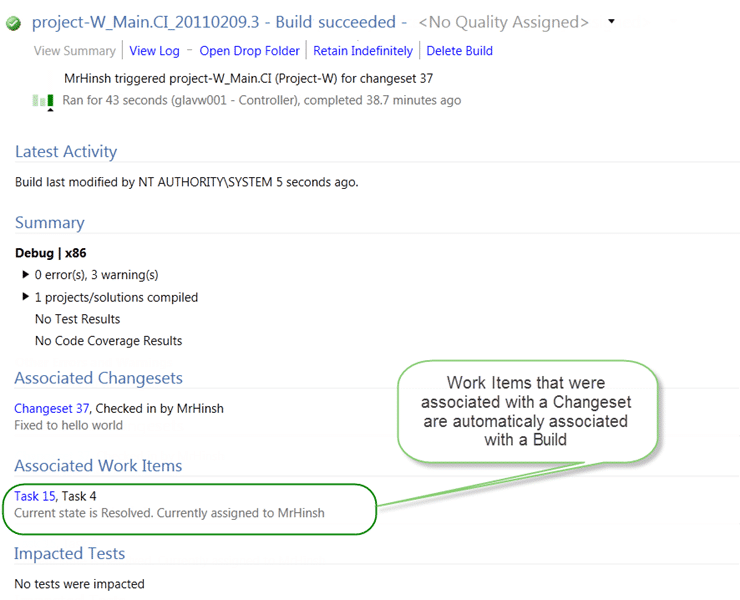 project-W_Main.CI_20110209.3 - Build succeeded - <No Quality Assigned>
View Summary | View Log - Open Drop Folder | Retain Indefinitely | Delete Build
MrHinsh triggered project-W_Main.CI (Project-W) for changeset 37
Ran for 43 seconds (glavw001 - Controller), completed 38.7 minutes ago
Latest Activity
Build last modified by NT AUTHORITY\SYSTEM 5 seconds ago.
Summary
Debug | x86
0 error(s), 3 warning(s)
1 projects/solutions compiled
No Test Results
No Code Coverage Results
Associated Changesets
Changeset 37, Checked in by MrHinsh
Fixed to hello world
Work Items that were
associated with a Changeset
are automaticaly associated
with a Build
Associated Work Items
Task 15, Task 4
Current state is Resolved. Currently assigned to MrHinsh
Impacted Tests
No tests were impacted